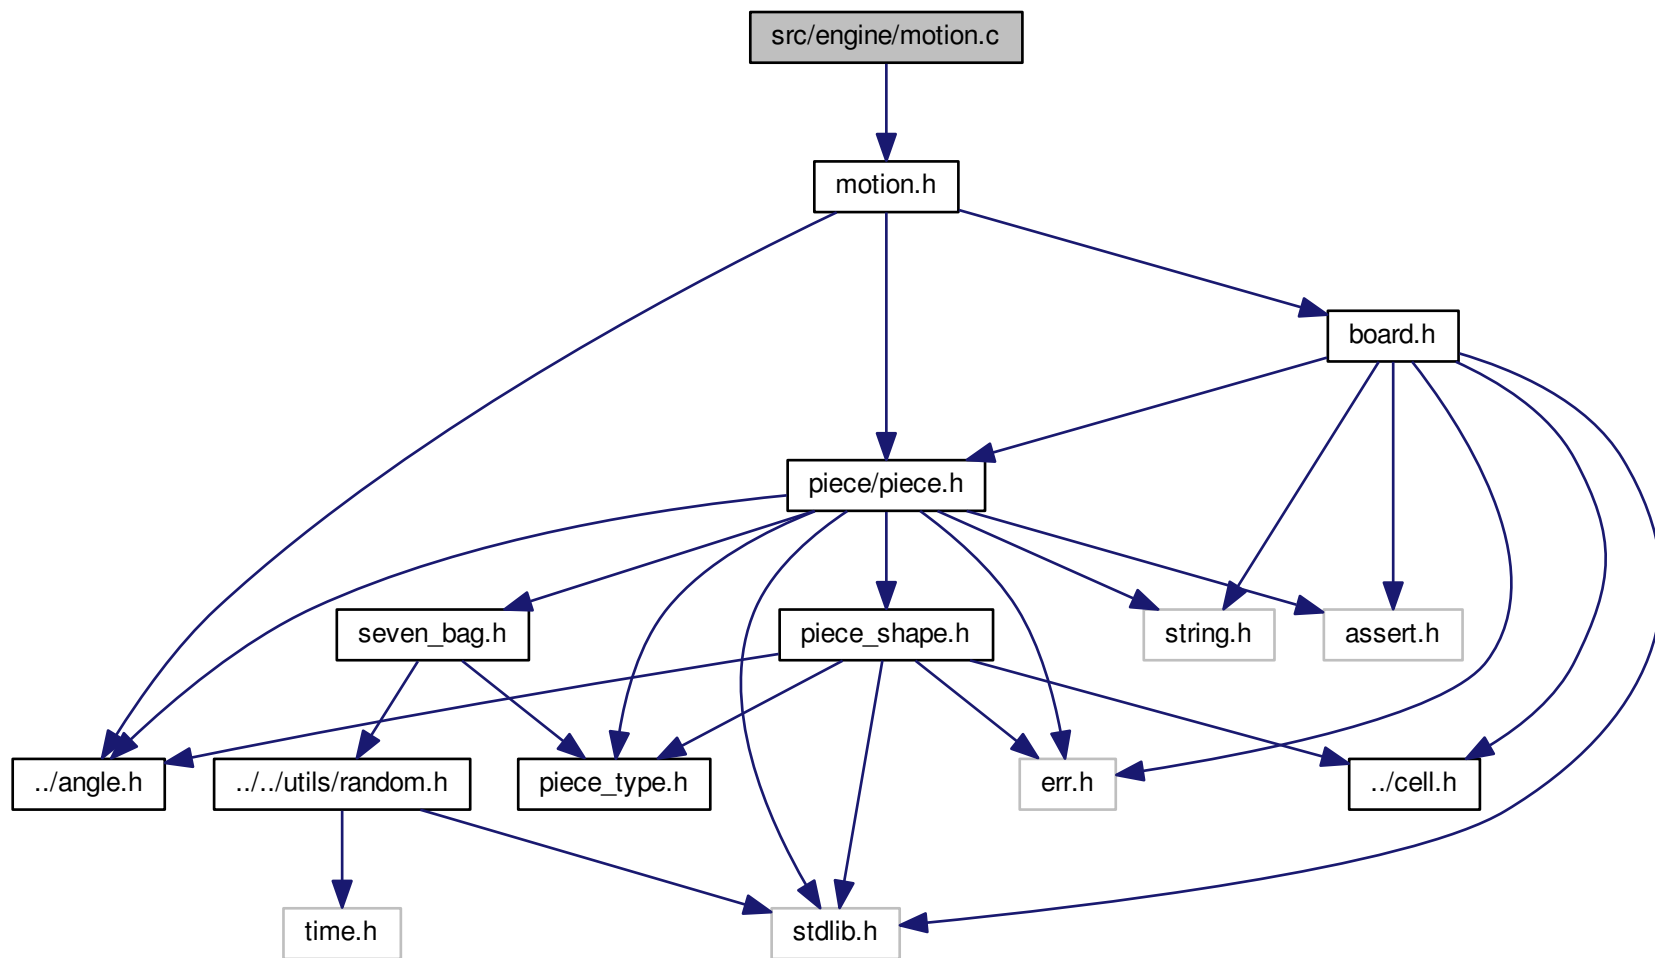 src/engine/motion.c
motion.h
board.h
piece/piece.h
seven_bag.h
piece_shape.h
string.h
assert.h
../angle.h
../../utils/random.h
piece_type.h
err.h
../cell.h
time.h
stdlib.h